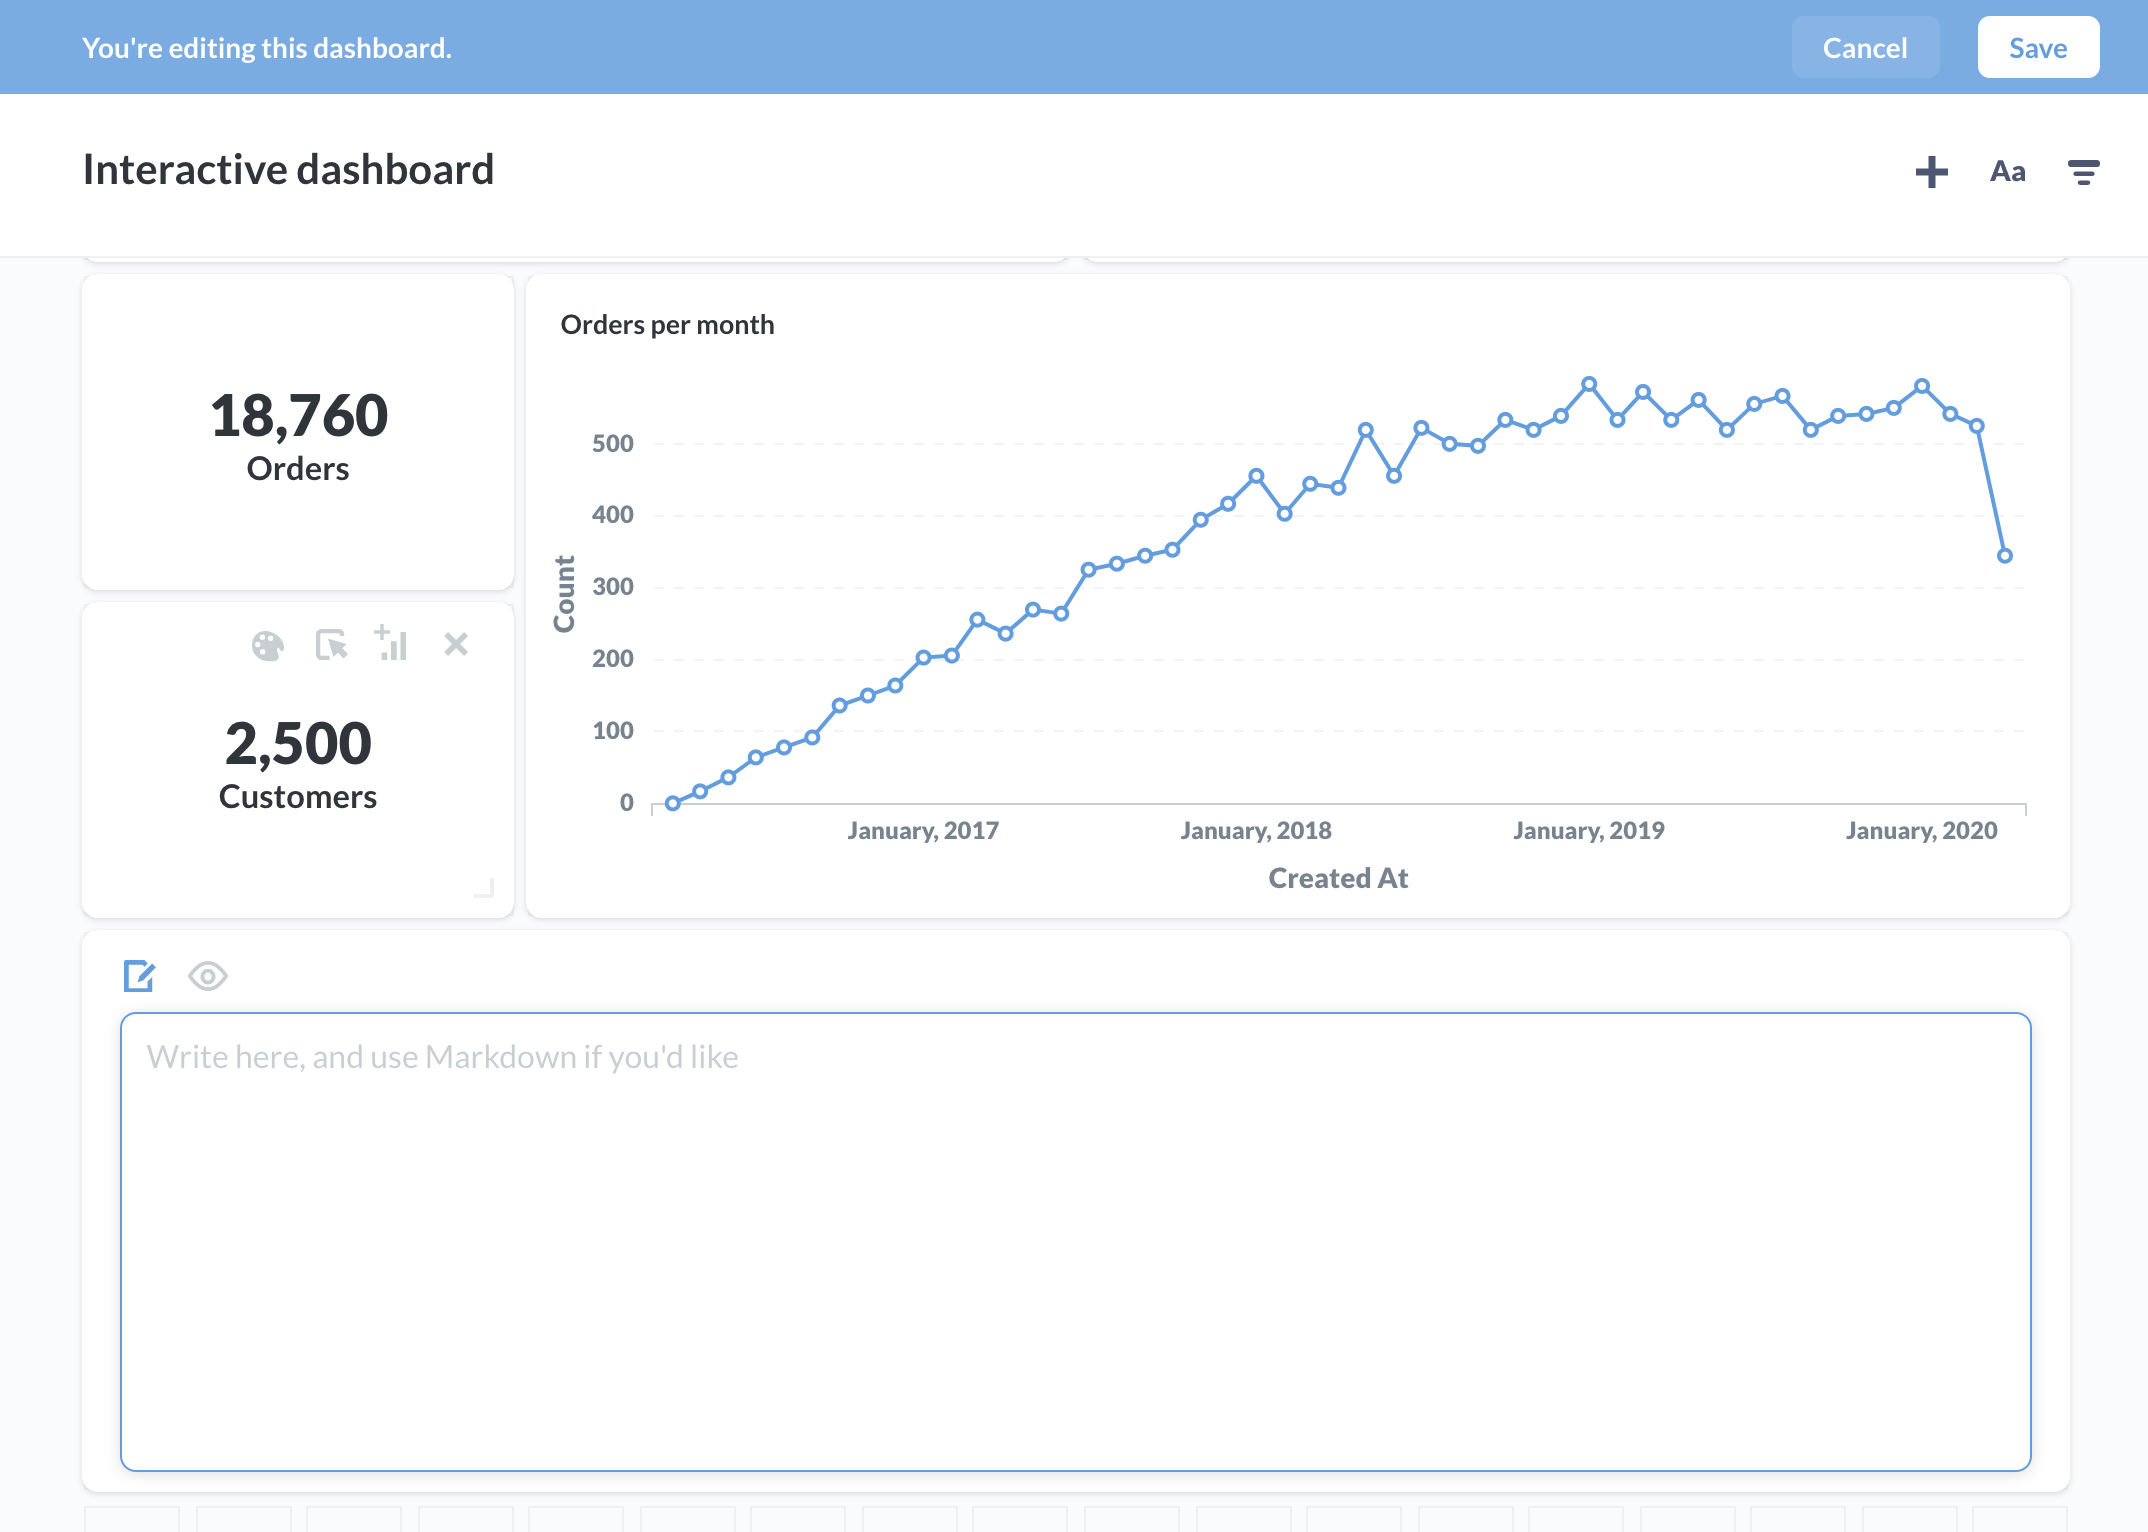 You're editing this dashboard.
Cancel
Save
Interactive dashboard
Aa
18,760
Orders
Orders per month
500
400
300
200
100
0
Count
January, 2017
January, 2018
January, 2019
January, 2020
Created At
2,500
Customers
Write here, and use Markdown if you'd like